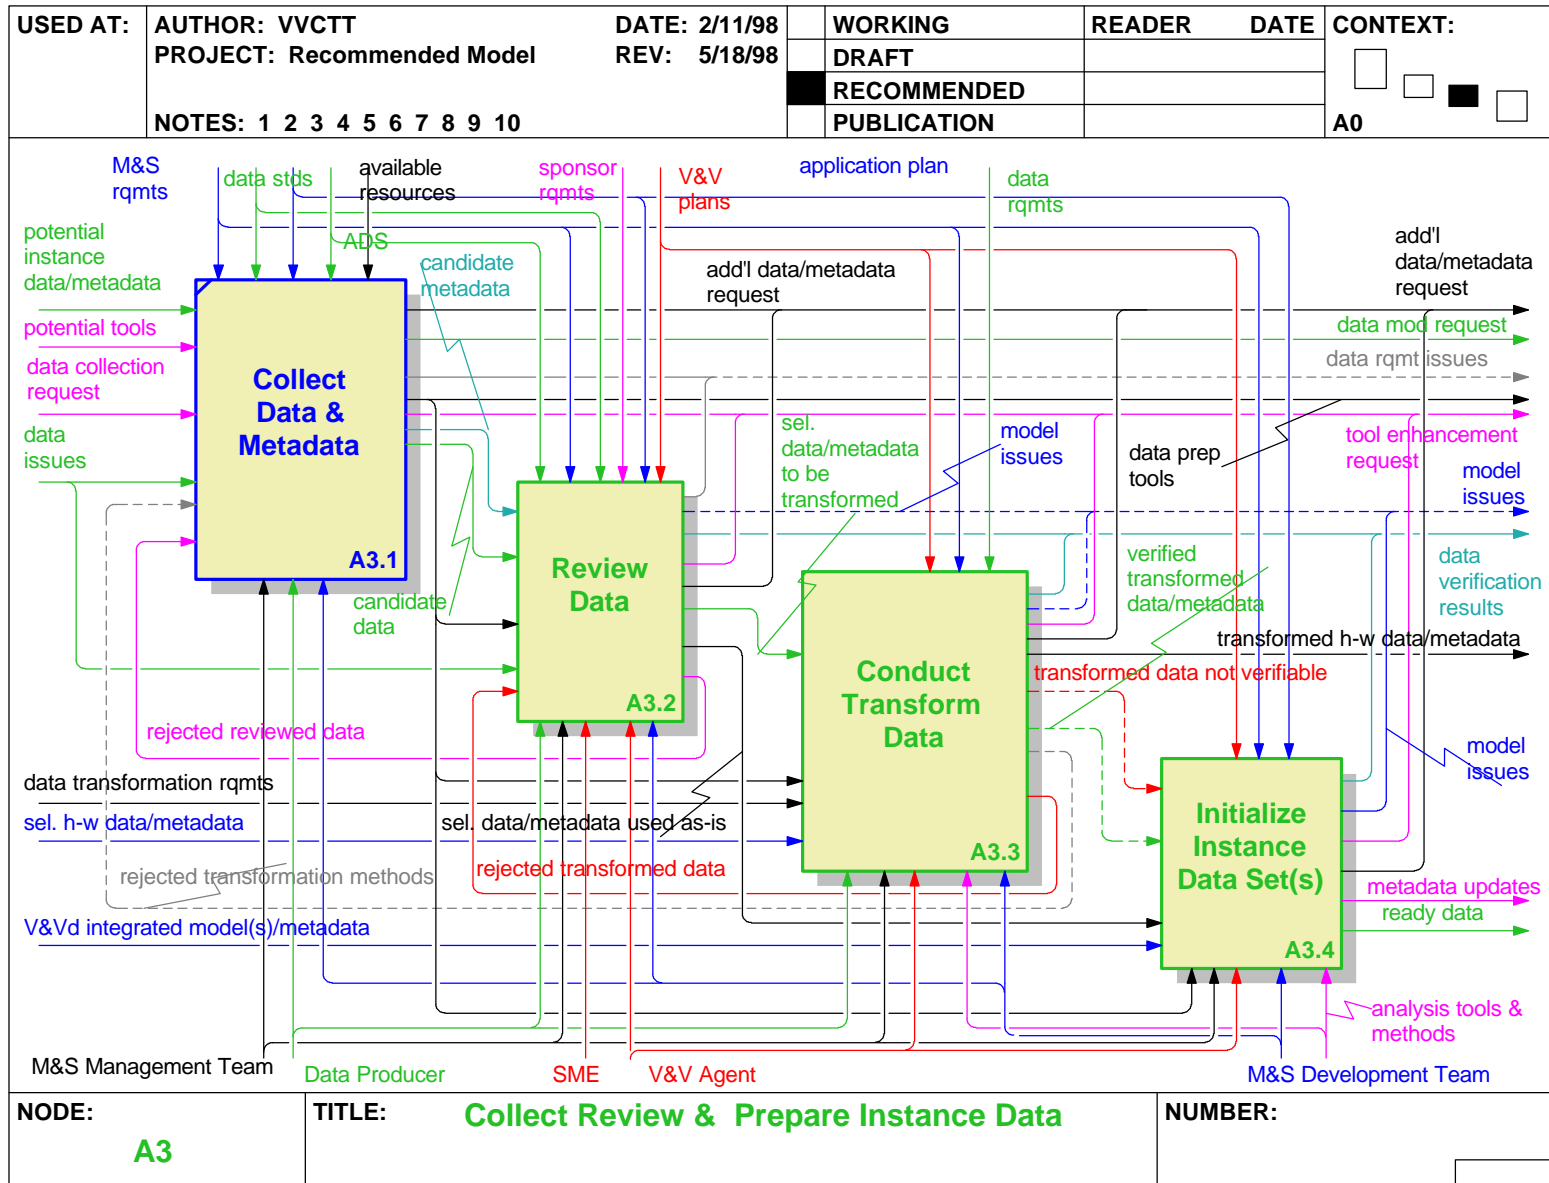 USED AT:
AUTHOR: VVCTT
DATE: 2/11/98
WORKING
READER
DATE
CONTEXT:
PROJECT: Recommended Model
REV: 5/18/98
DRAFT
RECOMMENDED
NOTES: 1 2 3 4 5 6 7 8 9 10
PUBLICATION
A0
M&S
rqmts
data stds
available
resources
sponsor
rqmts
V&V
plans
application plan
data
rqmts
potential
instance
data/metadata
ADS
candidate
metadata
add'l data/metadata
request
add'l
data/metadata
request
potential tools
data mod request
data collection
request
data rqmt issues
Collect
Data &
Metadata
A3.1
data
issues
sel.
data/metadata
to be
transformed
model
issues
data prep
tools
tool enhancement
request
model
issues
Review
Data
A3.2
candidate
data
verified
transformed
data/metadata
data
verification
results
transformed h-w data/metadata
transformed data not verifiable
Conduct
Transform
Data
A3.3
rejected reviewed data
model
issues
data transformation rqmts
sel. h-w data/metadata
sel. data/metadata used as-is
Initialize
Instance
Data Set(s)
A3.4
rejected transformation methods
rejected transformed data
metadata updates
ready data
V&Vd integrated model(s)/metadata
analysis tools &
methods
M&S Management Team
Data Producer
SME
V&V Agent
M&S Development Team
NODE:
A3
TITLE:
Collect Review & Prepare Instance Data
NUMBER: